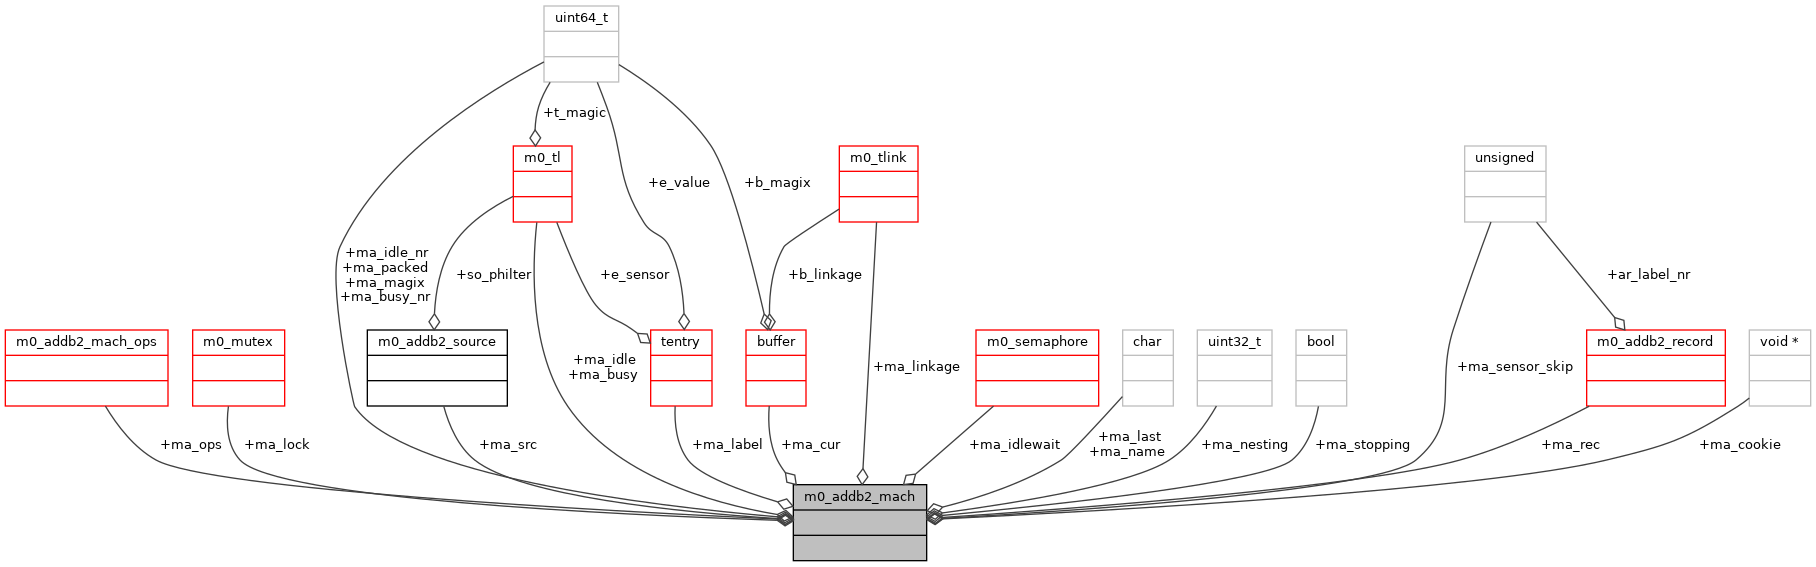 uint64_t
+t_magic
m0_tl
m0_tlink
unsigned
+e_value
+b_magix
+ma_idle_nr
+ma_packed
+ma_magix
+ma_busy_nr
+so_philter
+e_sensor
+b_linkage
+ar_label_nr
m0_addb2_mach_ops
m0_mutex
m0_addb2_source
+ma_idle
+ma_busy
tentry
buffer
+ma_linkage
m0_semaphore
char
uint32_t
bool
+ma_sensor_skip
m0_addb2_record
void *
+ma_ops
+ma_lock
+ma_src
+ma_label
+ma_cur
+ma_idlewait
+ma_last
+ma_name
+ma_nesting
+ma_stopping
+ma_rec
+ma_cookie
m0_addb2_mach